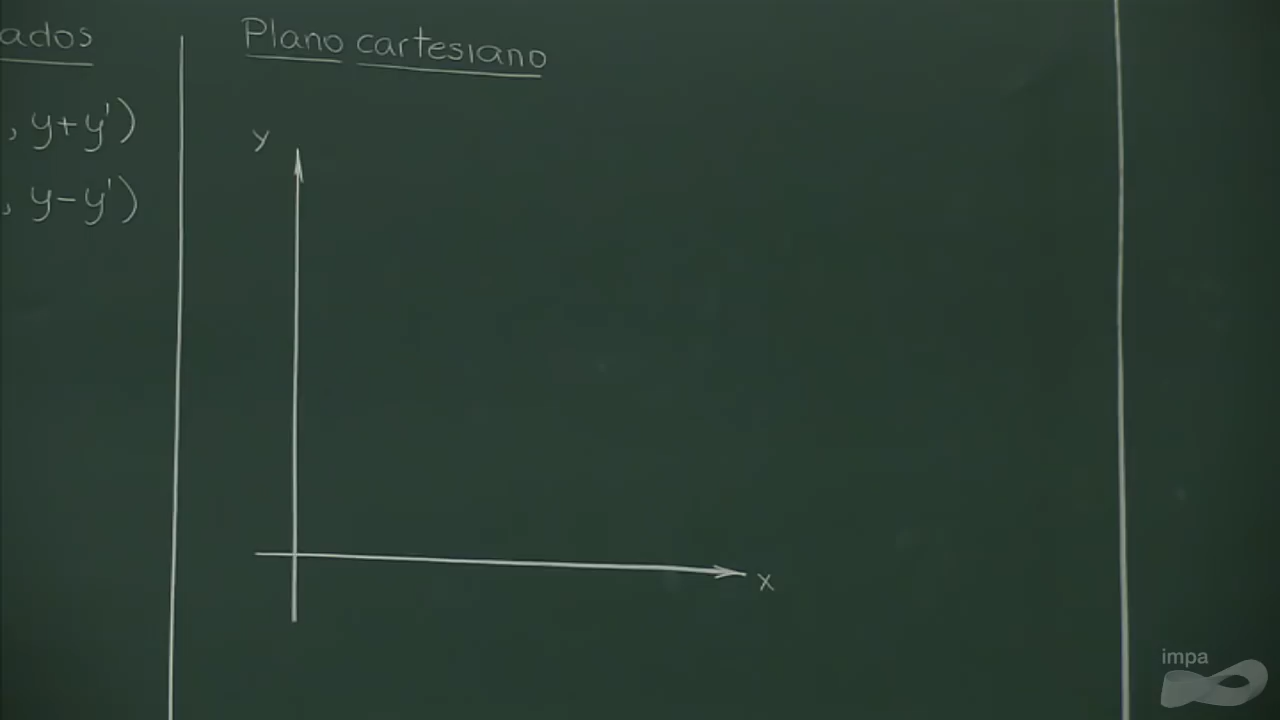 ados
, y+y')
, y-y')
Plano cartesiano
y
x
impa